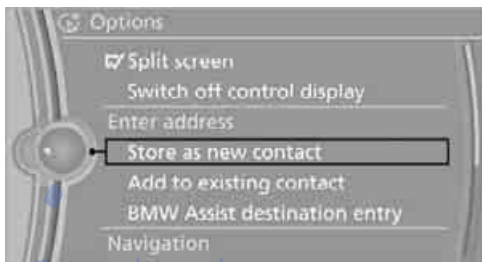 Options
Split screen
Switch off control display
Enter address
Store as new contact
Add to existing contact
BMW Assist destination entry
Navigation